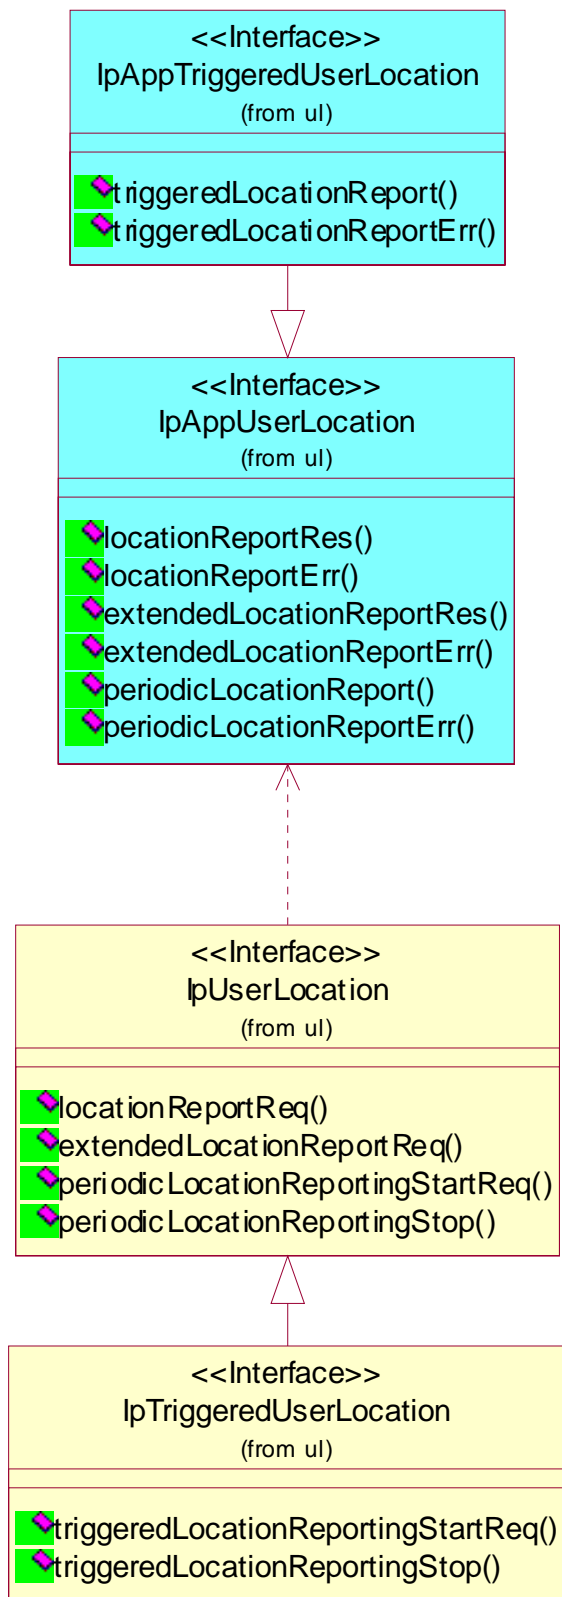 <<Interface>>
IpAppTriggeredUserLocation
(from ul)
triggeredLocationReport()
triggeredLocationReportErr()
<<Interface>>
IpAppUserLocation
(from ul)
locationReportRes()
locationReportErr()
extendedLocationReportRes()
extendedLocationReportErr()
periodicLocationReport()
periodicLocationReportErr()
<<Interface>>
IpUserLocation
(from ul)
locationReportReq()
extendedLocationReportReq()
periodicLocationReportingStartReq()
periodicLocationReportingStop()
<<Interface>>
IpTriggeredUserLocation
(from ul)
triggeredLocationReportingStartReq()
triggeredLocationReportingStop()